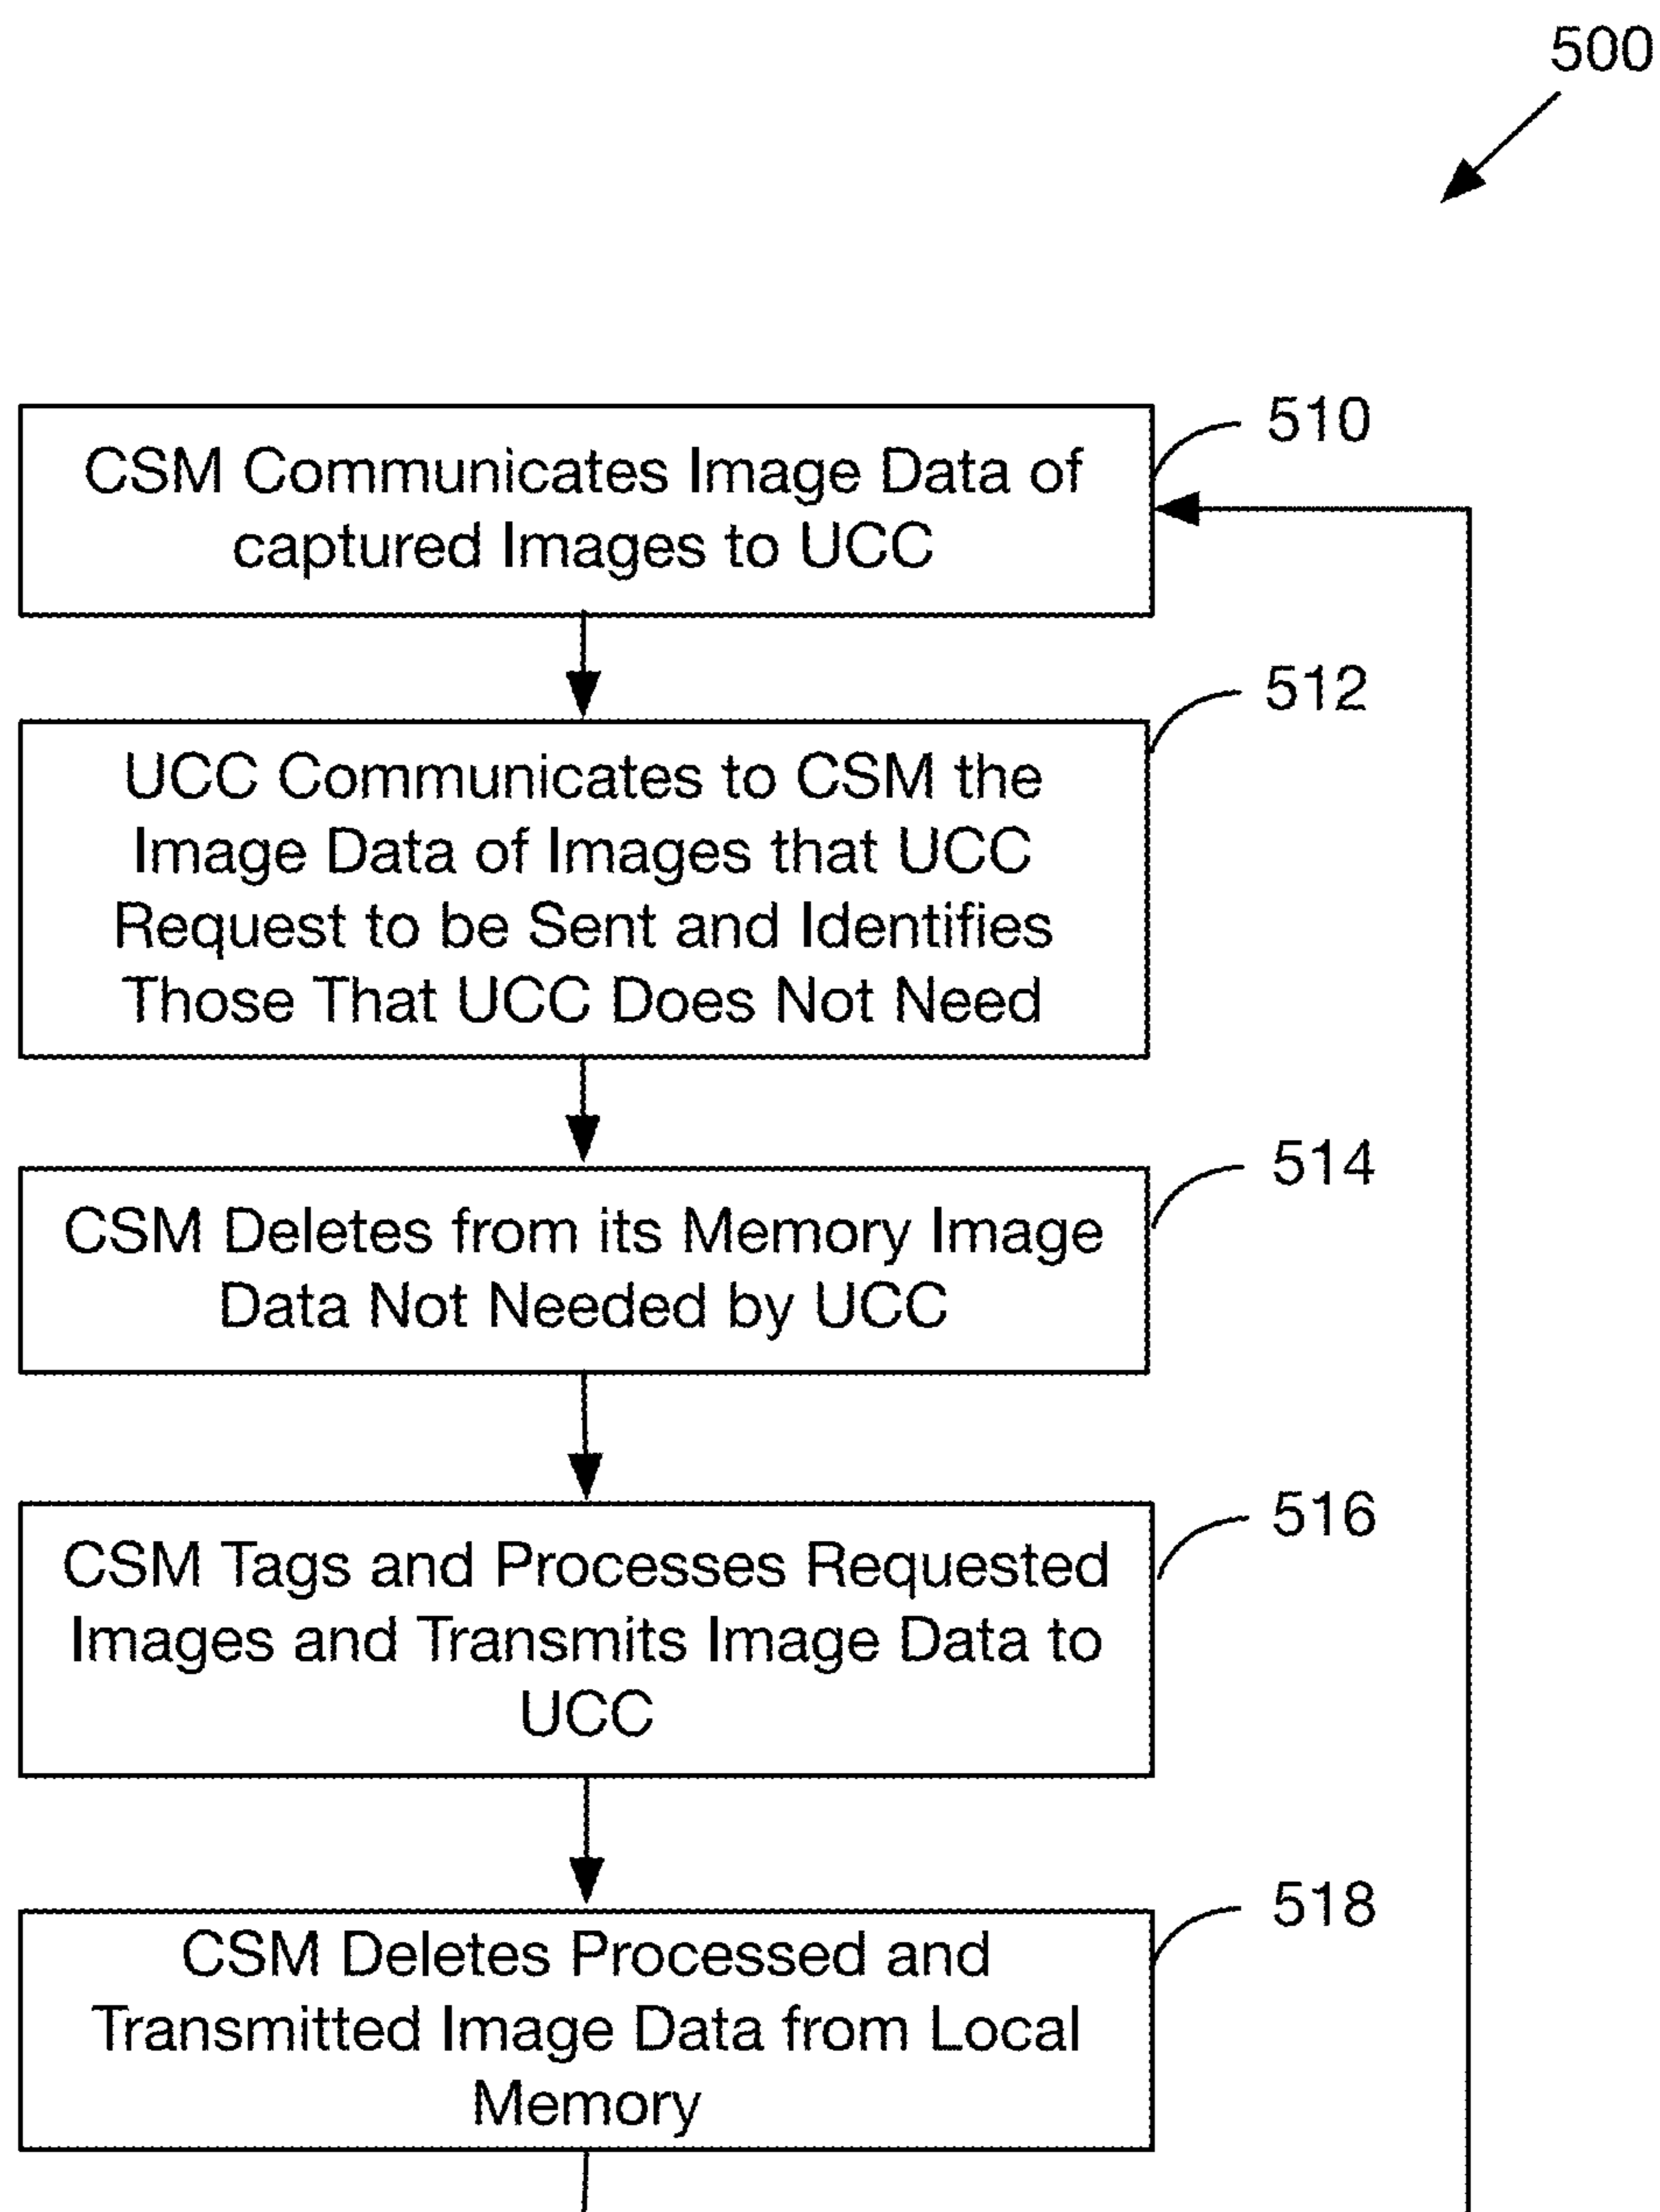 500
510
CSM Communicates Image Data of
captured Images to UCC
512
UCC Communicates to CSM the
Image Data of Images that UCC
Request to be Sent and Identifies
Those That UCC Does Not Need
514
CSM Deletes from its Memory Image
Data Not Needed by UCC
516
CSM Tags and Processes Requested
Images and Transmits Image Data to
UCC
518
CSM Deletes Processed and
Transmitted Image Data from Local
Memory